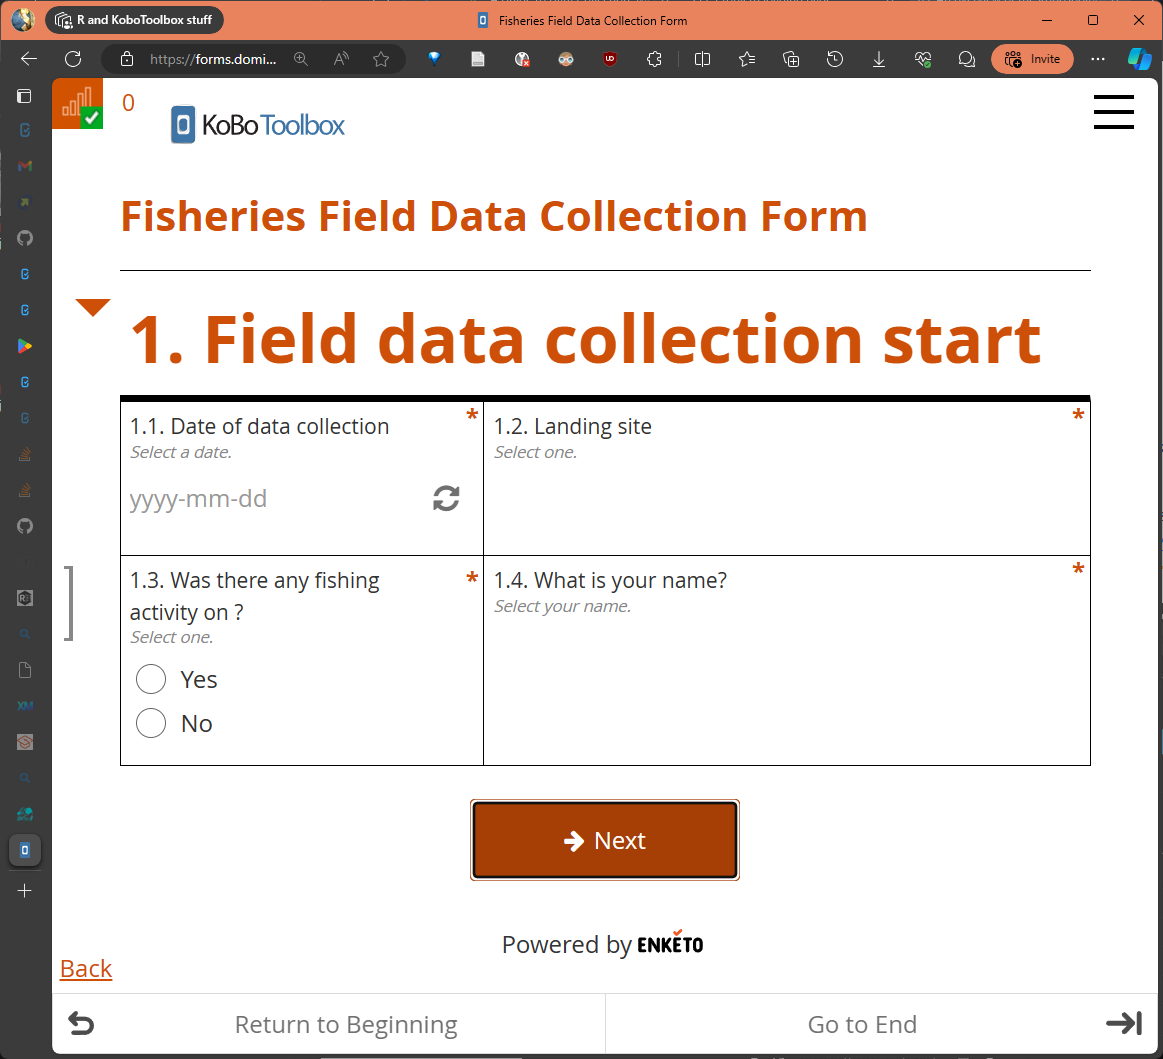 R and KoboToolbox stuff
Fisheries Field Data Collection Form
https://forms.domi...
Invite
0
KoBoToolbox
Fisheries Field Data Collection Form
1. Field data collection start
1.1. Date of data collection *
Select a date.
yyyy-mm-dd
1.2. Landing site *
Select one.
1.3. Was there any fishing *
activity on ?
Select one.
Yes
No
1.4. What is your name? *
Select your name.
Next
Powered by ENKETO
Back
Return to Beginning
Go to End